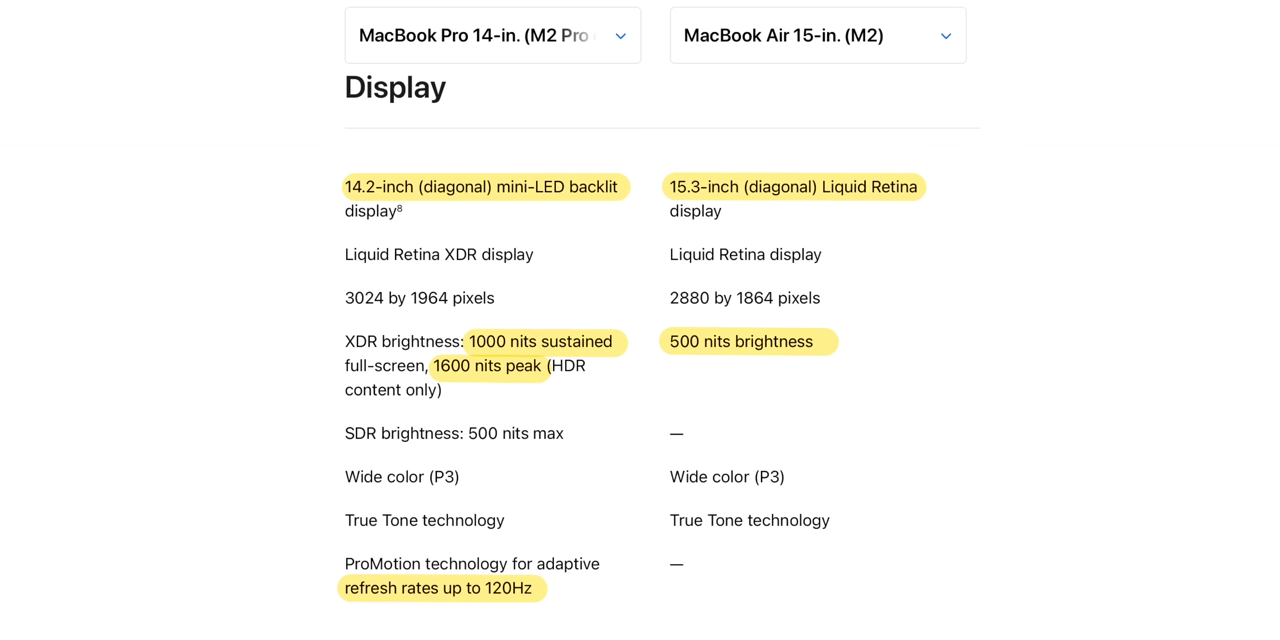 MacBook Pro 14-in. (M2 Pro
MacBook Air 15-in. (M2)
Display
14.2-inch (diagonal) mini-LED backlit
display⁸
Liquid Retina XDR display
3024 by 1964 pixels
XDR brightness: 1000 nits sustained
full-screen, 1600 nits peak (HDR
content only)
SDR brightness: 500 nits max
Wide color (P3)
True Tone technology
ProMotion technology for adaptive
refresh rates up to 120Hz
15.3-inch (diagonal) Liquid Retina
display
Liquid Retina display
2880 by 1864 pixels
500 nits brightness
—
Wide color (P3)
True Tone technology
—